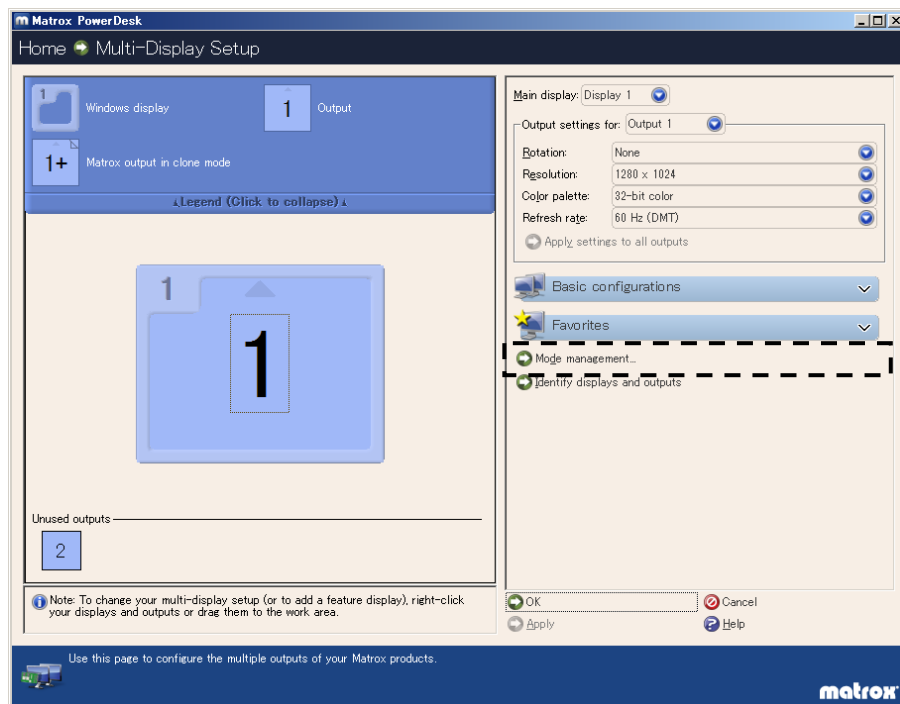 Matrox PowerDesk
Home Multi-Display Setup
1 Windows display
1 Output
1+ Matrox output in clone mode
Legend (Click to collapse)
1
1
Unused outputs
2
Note: To change your multi-display setup (or to add a feature display), right-click
your displays and outputs or drag them to the work area.
Main display: Display 1
Output settings for: Output 1
Rotation: None
Resolution: 1280 x 1024
Color palette: 32-bit color
Refresh rate: 60 Hz (DMT)
Apply settings to all outputs
Basic configurations
Favorites
Mode management...
Identify displays and outputs
OK
Cancel
Apply
Help
Use this page to configure the multiple outputs of your Matrox products.
matrox